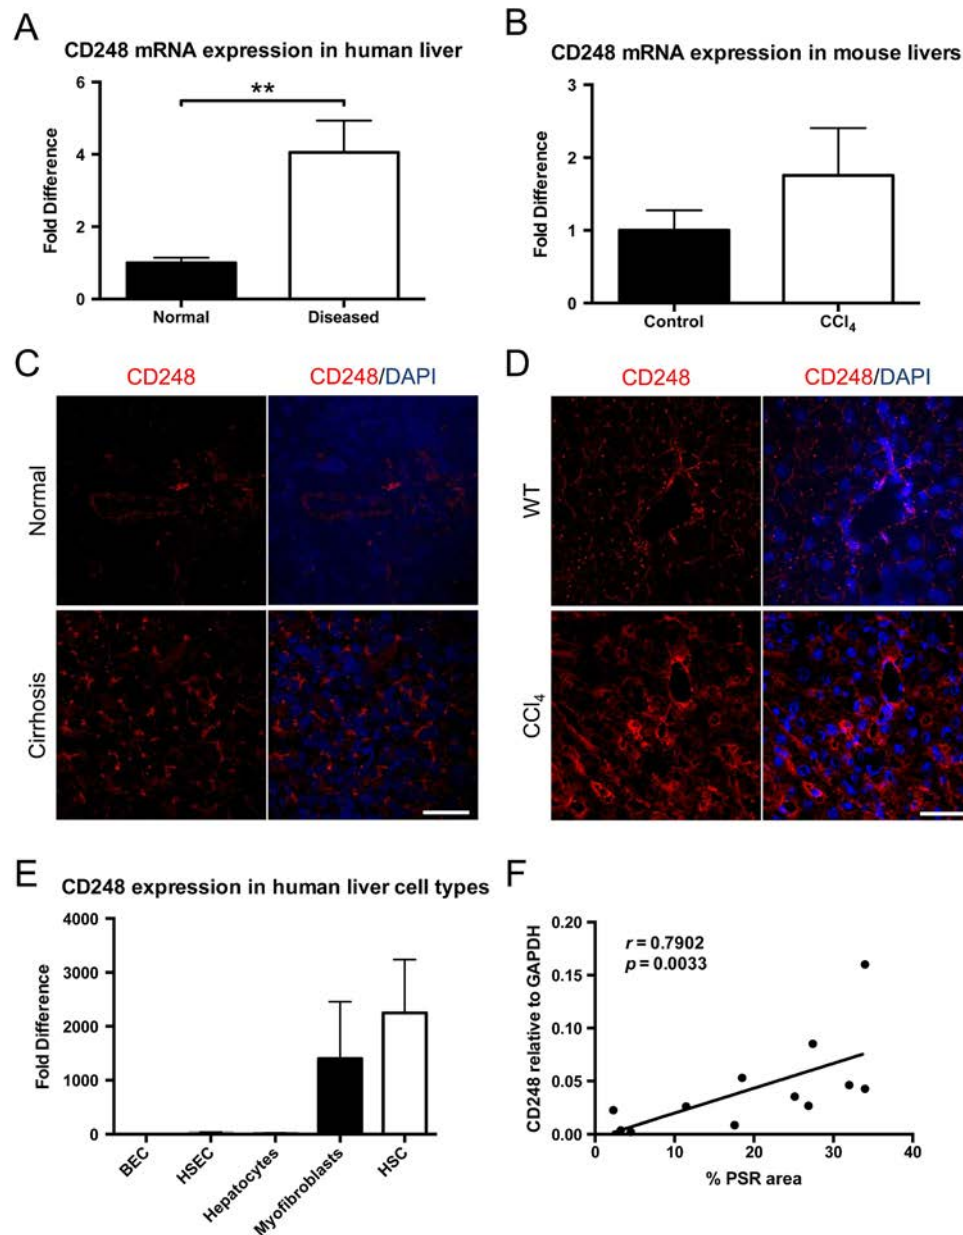 A
CD248 mRNA expression in human liver
6
4
2
0
Fold Difference
**
Normal
Diseased
B
CD248 mRNA expression in mouse livers
3
2
1
0
Fold Difference
Control
CCl₄
C
CD248
CD248/DAPI
Normal
Cirrhosis
D
CD248
CD248/DAPI
WT
CCl₄
E
CD248 expression in human liver cell types
4000
3000
2000
1000
0
Fold Difference
BEC
HSEC
Hepatocytes
Myofibroblasts
HSC
F
0.20
0.15
0.10
0.05
0.00
CD248 relative to GAPDH
r = 0.7902
p = 0.0033
0
10
20
30
40
% PSR area